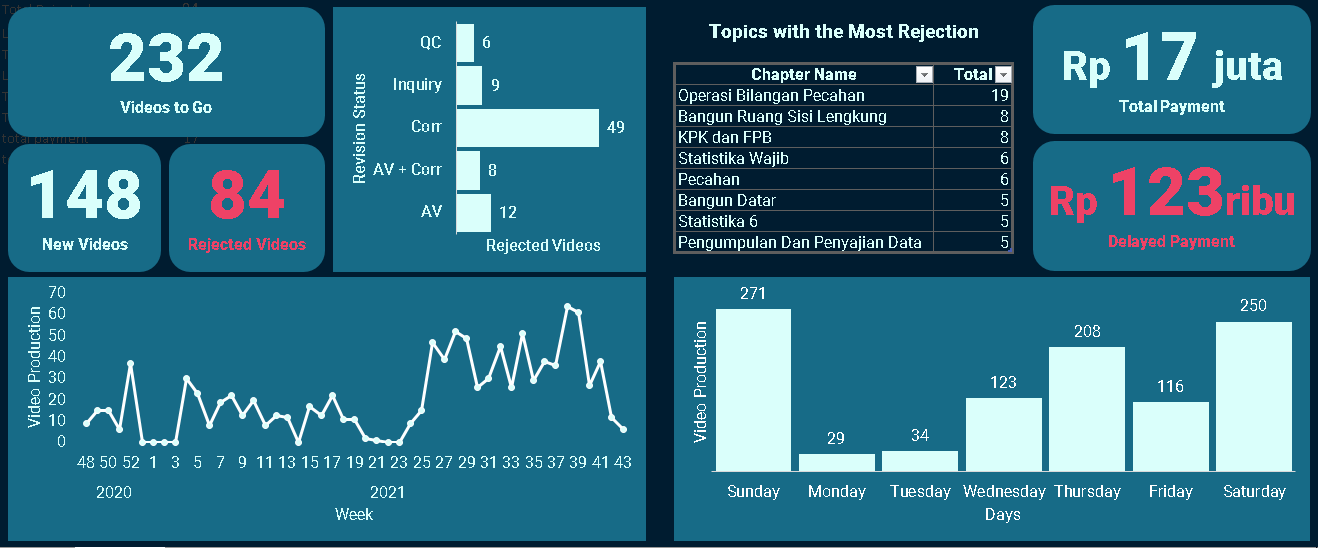 232
Videos to Go
148
New Videos
84
Rejected Videos
Revision Status
QC 6
Inquiry 9
Corr 49
AV + Corr 8
AV 12
Rejected Videos
Topics with the Most Rejection
Chapter Name Total
Operasi Bilangan Pecahan 19
Bangun Ruang Sisi Lengkung 8
KPK dan FPB 8
Statistika Wajib 6
Pecahan 6
Bangun Datar 5
Statistika 6 5
Pengumpulan Dan Penyajian Data 5
Rp 17 juta
Total Payment
Rp 123ribu
Delayed Payment
Video Production
70
60
50
40
30
20
10
0
48 50 52 1 3 5 7 9 11 13 15 17 19 21 23 25 27 29 31 33 35 37 39 41 43
2020 2021
Week
Video Production
271 29 34 123 208 116 250
Sunday Monday Tuesday Wednesday Thursday Friday Saturday
Days
total payment 17